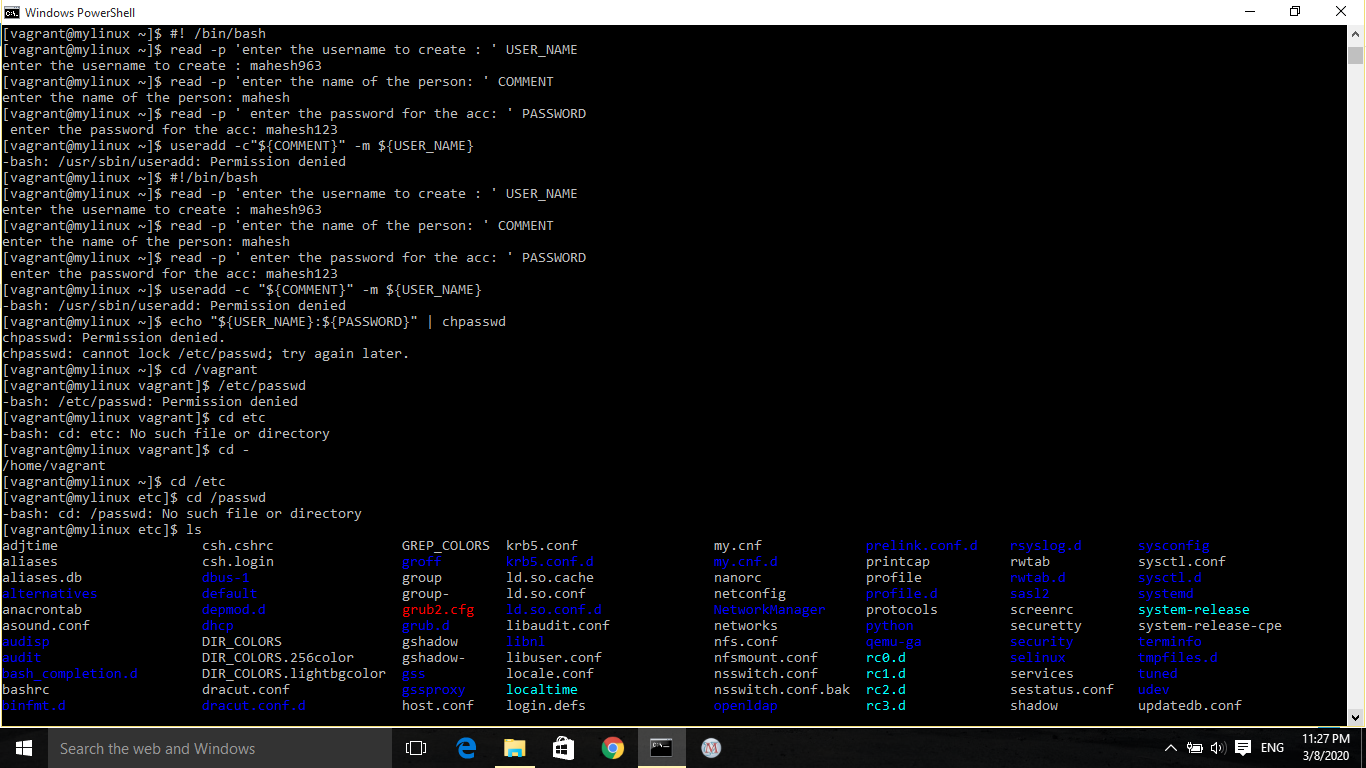 Windows PowerShell
[vagrant@mylinux ~]$ #! /bin/bash
[vagrant@mylinux ~]$ read -p 'enter the username to create : ' USER_NAME
enter the username to create : mahesh963
[vagrant@mylinux ~]$ read -p 'enter the name of the person: ' COMMENT
enter the name of the person: mahesh
[vagrant@mylinux ~]$ read -p ' enter the password for the acc: ' PASSWORD
 enter the password for the acc: mahesh123
[vagrant@mylinux ~]$ useradd -c"${COMMENT}" -m ${USER_NAME}
-bash: /usr/sbin/useradd: Permission denied
[vagrant@mylinux ~]$ #!/bin/bash
[vagrant@mylinux ~]$ read -p 'enter the username to create : ' USER_NAME
enter the username to create : mahesh963
[vagrant@mylinux ~]$ read -p 'enter the name of the person: ' COMMENT
enter the name of the person: mahesh
[vagrant@mylinux ~]$ read -p ' enter the password for the acc: ' PASSWORD
 enter the password for the acc: mahesh123
[vagrant@mylinux ~]$ useradd -c "${COMMENT}" -m ${USER_NAME}
-bash: /usr/sbin/useradd: Permission denied
[vagrant@mylinux ~]$ echo "${USER_NAME}:${PASSWORD}" | chpasswd
chpasswd: Permission denied.
chpasswd: cannot lock /etc/passwd; try again later.
[vagrant@mylinux ~]$ cd /vagrant
[vagrant@mylinux vagrant]$ /etc/passwd
-bash: /etc/passwd: Permission denied
[vagrant@mylinux vagrant]$ cd etc
-bash: cd: etc: No such file or directory
[vagrant@mylinux vagrant]$ cd -
/home/vagrant
[vagrant@mylinux ~]$ cd /etc
[vagrant@mylinux etc]$ cd /passwd
-bash: cd: /passwd: No such file or directory
[vagrant@mylinux etc]$ ls
adjtime csh.cshrc GREP_COLORS krb5.conf my.cnf prelink.conf.d rsyslog.d sysconfig
aliases csh.login groff krb5.conf.d my.cnf.d printcap rwtab sysctl.conf
aliases.db dbus-1 group ld.so.cache nanorc profile rwtab.d sysctl.d
alternatives default group- ld.so.conf netconfig profile.d sasl2 systemd
anacrontab depmod.d grub2.cfg ld.so.conf.d NetworkManager protocols screenrc system-release
asound.conf dhcp grub.d libaudit.conf networks python securetty system-release-cpe
audisp DIR_COLORS gshadow libnl nfs.conf qemu-ga security terminfo
audit DIR_COLORS.256color gshadow- libuser.conf nfsmount.conf rc0.d selinux tmpfiles.d
bash_completion.d DIR_COLORS.lightbgcolor gss locale.conf nsswitch.conf rc1.d services tuned
bashrc dracut.conf gssproxy localtime nsswitch.conf.bak rc2.d sestatus.conf udev
binfmt.d dracut.conf.d host.conf login.defs openldap rc3.d shadow updatedb.conf
Search the web and Windows
ENG
11:27 PM
3/8/2020